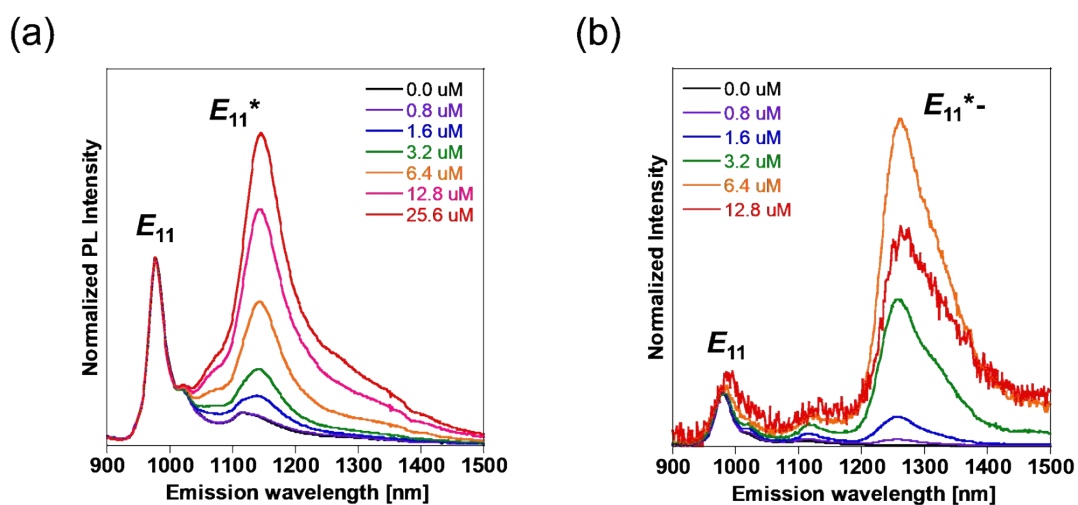 (a)
Normalized PL Intensity
E11
E11*
0.0 uM
0.8 uM
1.6 uM
3.2 uM
6.4 uM
12.8 uM
25.6 uM
900 1000 1100 1200 1300 1400 1500
Emission wavelength [nm]
(b)
Normalized Intensity
0.0 uM
0.8 uM
1.6 uM
3.2 uM
6.4 uM
12.8 uM
E11
E11*-
900 1000 1100 1200 1300 1400 1500
Emission wavelength [nm]